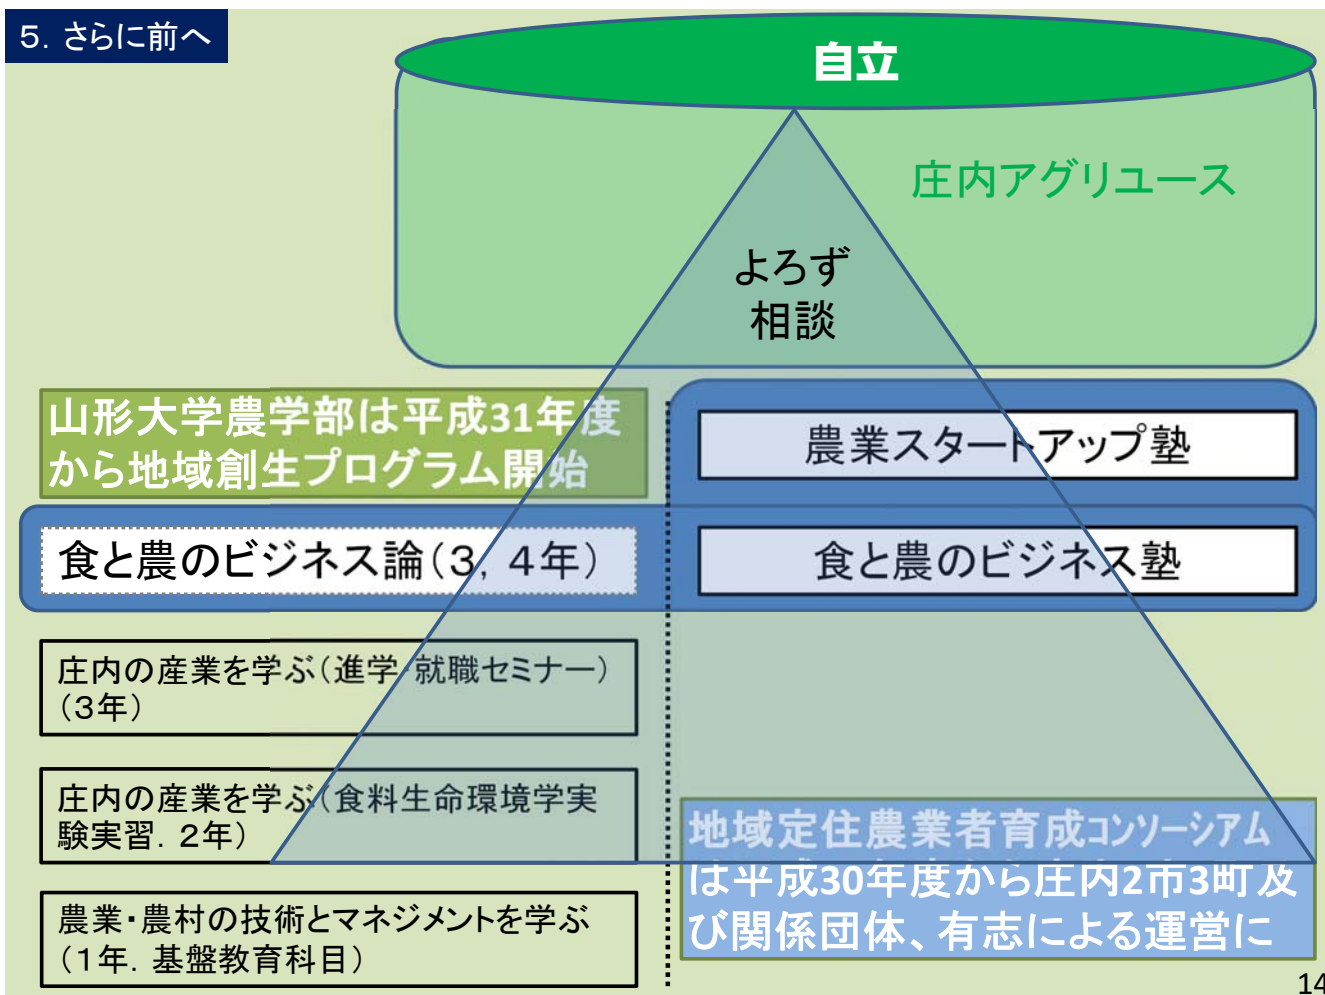 ５．さらに前へ
自立
庄内アグリユース
よろず
相談
山形大学農学部は平成31年度
から地域創生プログラム開始
農業スタートアップ塾
食と農のビジネス論（３，４年）
食と農のビジネス塾
庄内の産業を学ぶ（進学・就職セミナー）
（３年）
庄内の産業を学ぶ（食料生命環境学実
験実習．２年）
農業・農村の技術とマネジメントを学ぶ
（１年．基盤教育科目）
地域定住農業者育成コンソーシアム
は平成30年度から庄内2市3町及
び関係団体、有志による運営に
14